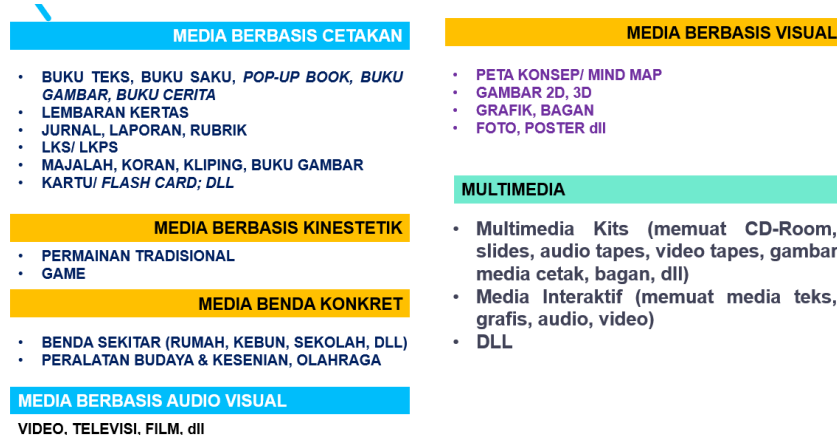 MEDIA BERBASIS CETAKAN
• BUKU TEKS, BUKU SAKU, POP-UP BOOK, BUKU
GAMBAR, BUKU CERITA
• LEMBARAN KERTAS
• JURNAL, LAPORAN, RUBRIK
• LKS/ LKPS
• MAJALAH, KORAN, KLIPING, BUKU GAMBAR
• KARTU/ FLASH CARD; DLL
MEDIA BERBASIS KINESTETIK
• PERMAINAN TRADISIONAL
• GAME
MEDIA BENDA KONKRET
• BENDA SEKITAR (RUMAH, KEBUN, SEKOLAH, DLL)
• PERALATAN BUDAYA & KESENIAN, OLAHRAGA
MEDIA BERBASIS AUDIO VISUAL
VIDEO, TELEVISI, FILM, dll
MEDIA BERBASIS VISUAL
• PETA KONSEP/ MIND MAP
• GAMBAR 2D, 3D
• GRAFIK, BAGAN
• FOTO, POSTER dll
MULTIMEDIA
• Multimedia Kits (memuat CD-Room,
slides, audio tapes, video tapes, gambar
media cetak, bagan, dll)
• Media Interaktif (memuat media teks,
grafis, audio, video)
• DLL